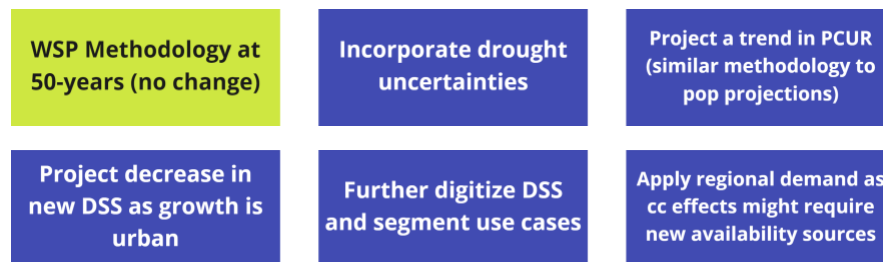 WSP Methodology at
50-years (no change)
Incorporate drought
uncertainties
Project a trend in PCUR
(similar methodology to
pop projections)
Project decrease in
new DSS as growth is
urban
Further digitize DSS
and segment use cases
Apply regional demand as
cc effects might require
new availability sources